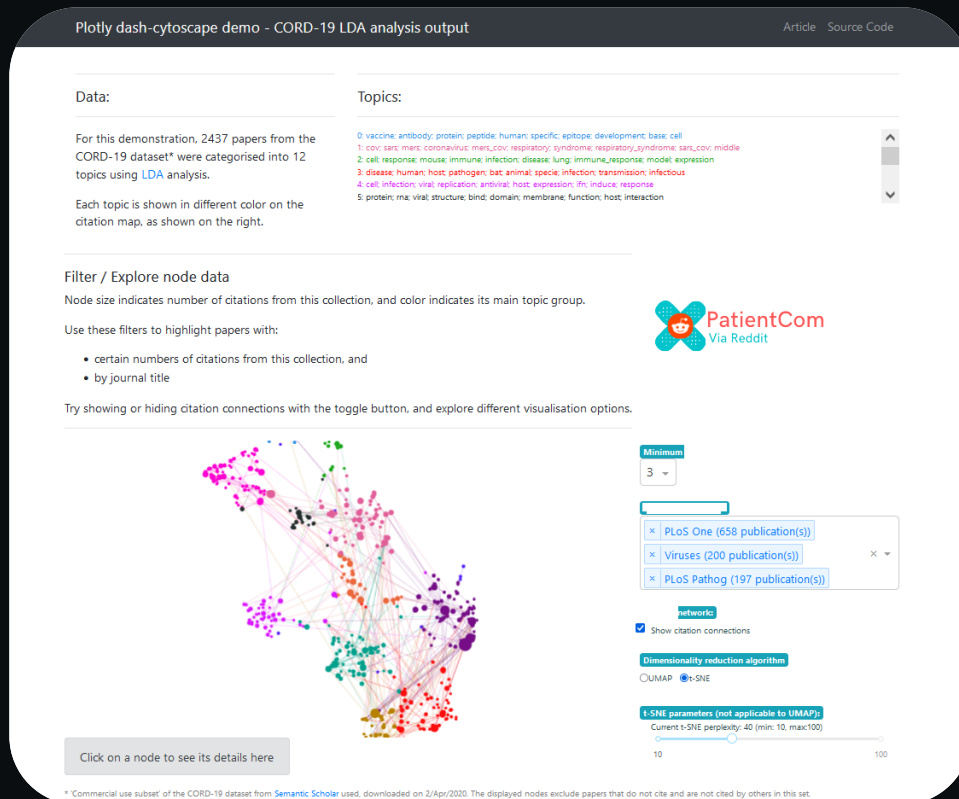 Plotly dash-cytoscape demo - CORD-19 LDA analysis output
Article Source Code
Data:
For this demonstration, 2437 papers from the
CORD-19 dataset* were categorised into 12
topics using LDA analysis.
Each topic is shown in different color on the
citation map, as shown on the right.
Topics:
0: vaccine; antibody; protein; peptide; human; specific; epitope; development; base; cell
1: cov; sars; mers; coronavirus; mers_cov; respiratory; syndrome; respiratory_syndrome; sars_cov; middle
2: cell; response; mouse; immune; infection; disease; lung; immune_response; model; expression
3: disease; human; host; pathogen; bat; animal; specie; infection; transmission; infectious
4: cell; infection; viral; replication; antiviral; host; expression; ifn; induce; response
5: protein; rna; viral; structure; bind; domain; membrane; function; host; interaction
Filter / Explore node data
Node size indicates number of citations from this collection, and color indicates its main topic group.
Use these filters to highlight papers with:
• certain numbers of citations from this collection, and
• by journal title
Try showing or hiding citation connections with the toggle button, and explore different visualisation options.
PatientCom
Via Reddit
Minimum
3
× PLoS One (658 publication(s))
× Viruses (200 publication(s))
× PLoS Pathog (197 publication(s))
network:
Show citation connections
Dimensionality reduction algorithm
UMAP t-SNE
t-SNE parameters (not applicable to UMAP):
Current t-SNE perplexity: 40 (min: 10, max:100)
10 100
Click on a node to see its details here
* 'Commercial use subset' of the CORD-19 dataset from Semantic Scholar used, downloaded on 2/Apr/2020. The displayed nodes exclude papers that do not cite and are not cited by others in this set.